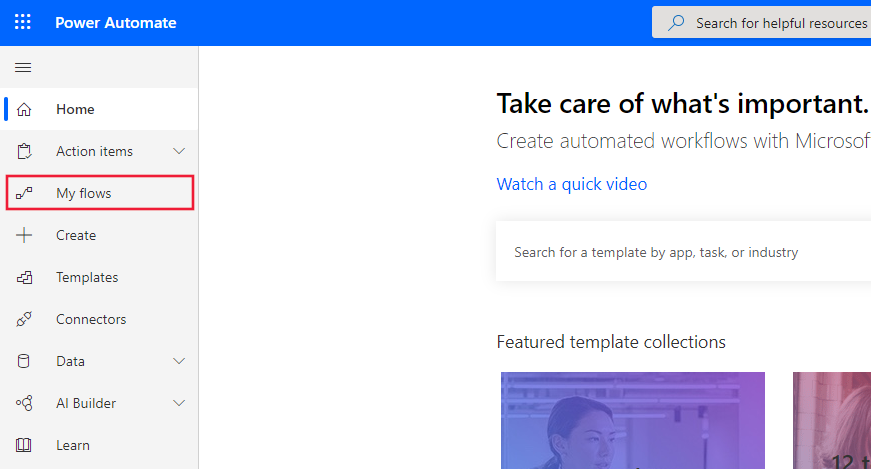 Power Automate
Search for helpful resources
Home
Action items
My flows
Create
Templates
Connectors
Data
AI Builder
Learn
Take care of what's important.
Create automated workflows with Microsof
Watch a quick video
Search for a template by app, task, or industry
Featured template collections
12 t